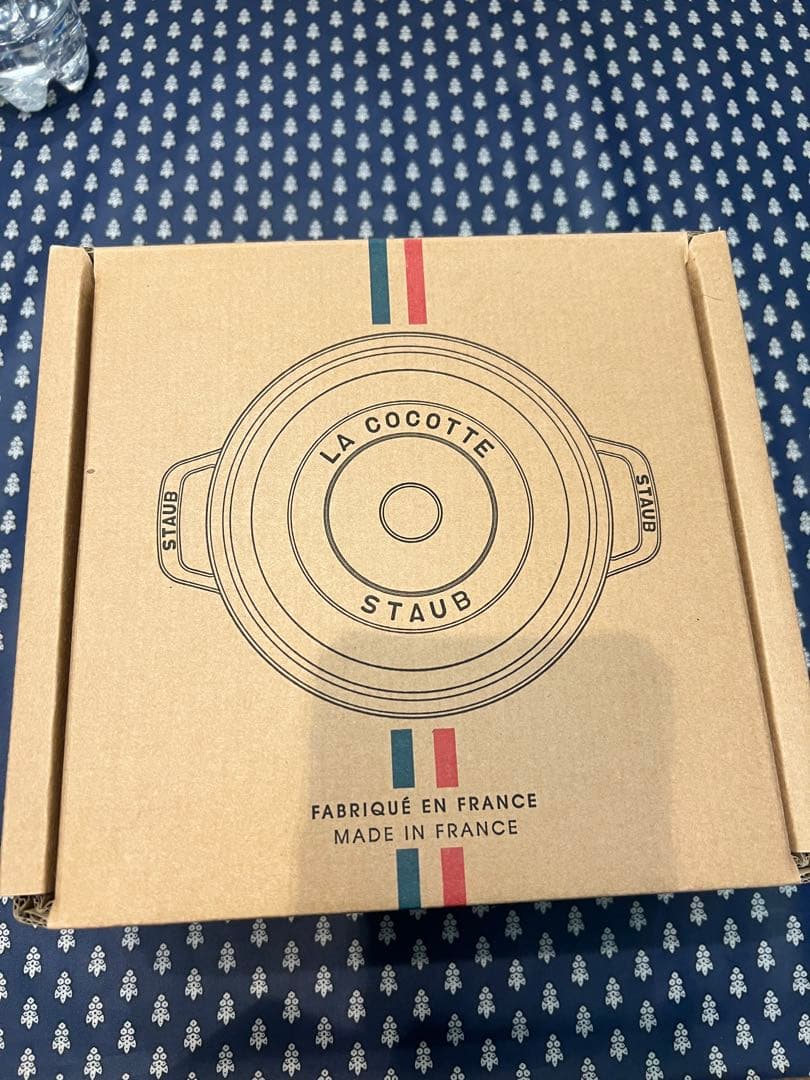 LA COCOTTE
STAUB
STAUB
STAUB
FABRIQUÉ EN FRANCE
MADE IN FRANCE